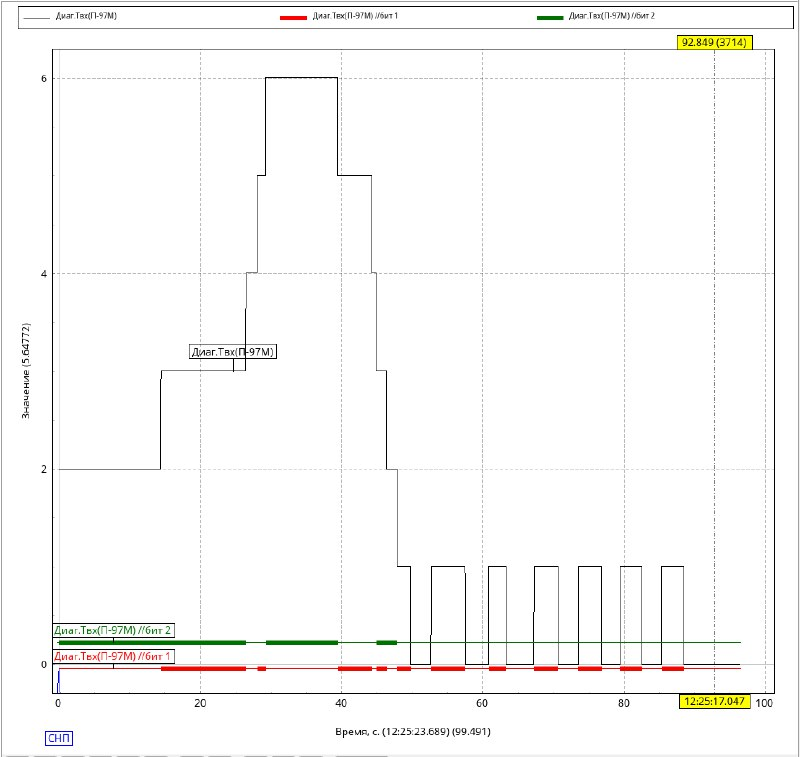 Диаг.Твх(П-97М)
Диаг.Твх(П-97М) //бит 1
Диаг.Твх(П-97М) //бит 2
92.849 (3714)
6
4
Диаг.Твх(П-97М)
Значение (5.64772)
2
Диаг.Твх(П-97М) //бит 2
Диаг.Твх(П-97М) //бит 1
0
0
20
40
60
80
12:25:17.047
100
Время, с. (12:25:23.689) (99.491)
СНП